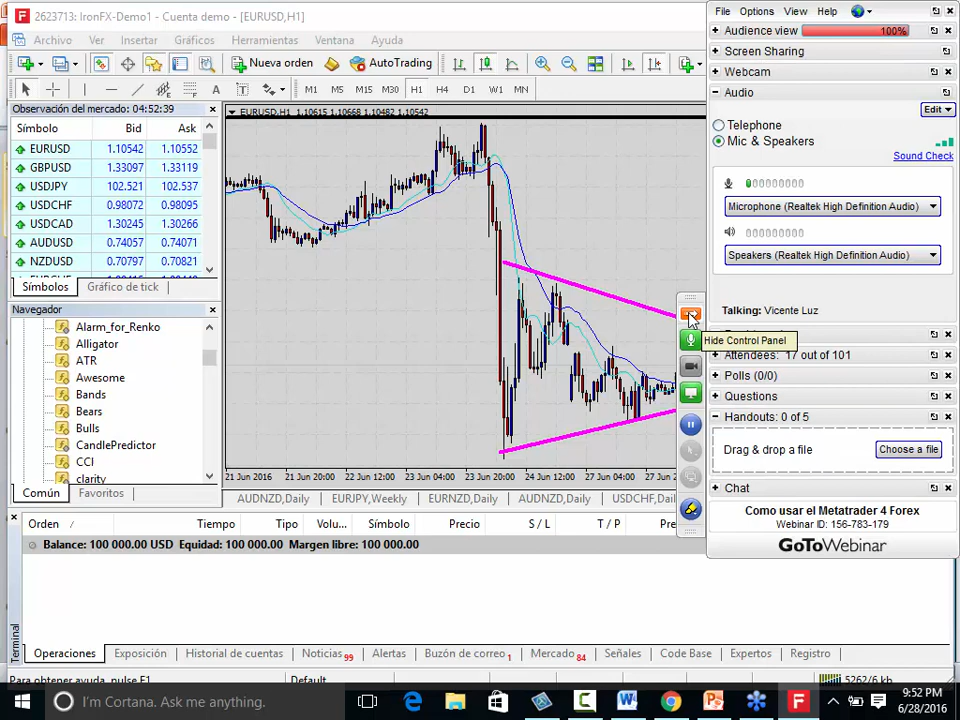 2623713: IronFX-Demo1 - Cuenta demo - [EURUSD,H1]
Archivo Ver Insertar Gráficos Herramientas Ventana Ayuda
Nueva orden AutoTrading
A T M1 M5 M15 M30 H1 H4 D1 W1 MN
Observación del mercado: 04:52:39
Símbolo Bid Ask
EURUSD 1.10542 1.10552
GBPUSD 1.33097 1.33119
USDJPY 102.521 102.537
USDCHF 0.98072 0.98095
USDCAD 1.30245 1.30266
AUDUSD 0.74057 0.74071
NZDUSD 0.70235 0.70261
Símbolos Gráfico de tick
Navegador
Alarm_for_Renko
Alligator
ATR
Awesome
Bands
Bears
Bulls
CandlePredictor
CCI
clarity
Común Favoritos
EURUSD,H1 1.10615 1.10668 1.10482 1.10542
21 Jun 2016 21 Jun 20:00 22 Jun 12:00 23 Jun 04:00 23 Jun 20:00 24 Jun 12:00 27 Jun 04:00 27 Jun
AUDNZD,Daily EURJPY,Weekly EURNZD,Daily AUDNZD,Daily USDCHF,Dai
Orden Tiempo Tipo Volu... Símbolo Precio S / L T / P Pre
Balance: 100 000.00 USD Equidad: 100 000.00 Margen libre: 100 000.00
Terminal
Operaciones Exposición Historial de cuentas Noticias 99 Alertas Buzón de correo 1 Mercado 84 Señales Code Base Expertos Registro
Para obtener ayuda, pulse F1 Default 5262/6 kb
File Options View Help
Audience view 100%
Screen Sharing
Webcam
Audio
Edit
Telephone
Mic & Speakers
Sound Check
Microphone (Realtek High Definition Audio)
Speakers (Realtek High Definition Audio)
Talking: Vicente Luz
Hide Control Panel
Attendees: 17 out of 101
Polls (0/0)
Questions
Handouts: 0 of 5
Drag & drop a file Choose a file
Chat
Como usar el Metatrader 4 Forex
Webinar ID: 156-783-179
GoToWebinar
I'm Cortana. Ask me anything.
9:52 PM
6/28/2016